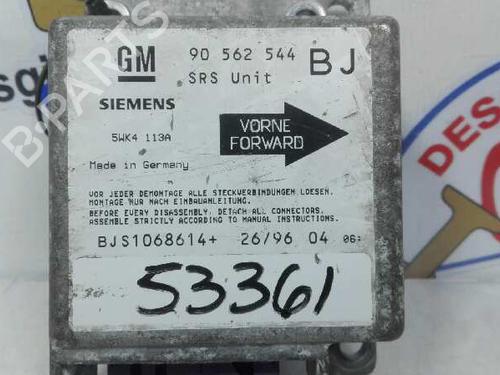 GM
90 562 544 BJ
SRS Unit
SIEMENS
5WK4 113A
Made in Germany
VORNE
FORWARD
VOR JEDER DEMONTAGE ALLE STECKVERBINDUNGEN LOESEN.
MONTAGE NUR NACH EINBAUANLEITUNG.
BEFORE EVERY DISASSEMBLY, DETACH ALL CONNECTORS.
ASSEMBLE STRICTLY ACCORDING TO MANUAL INSTRUCTIONS.
BJS1068614+ 26/96 04
53361
B-PARTS